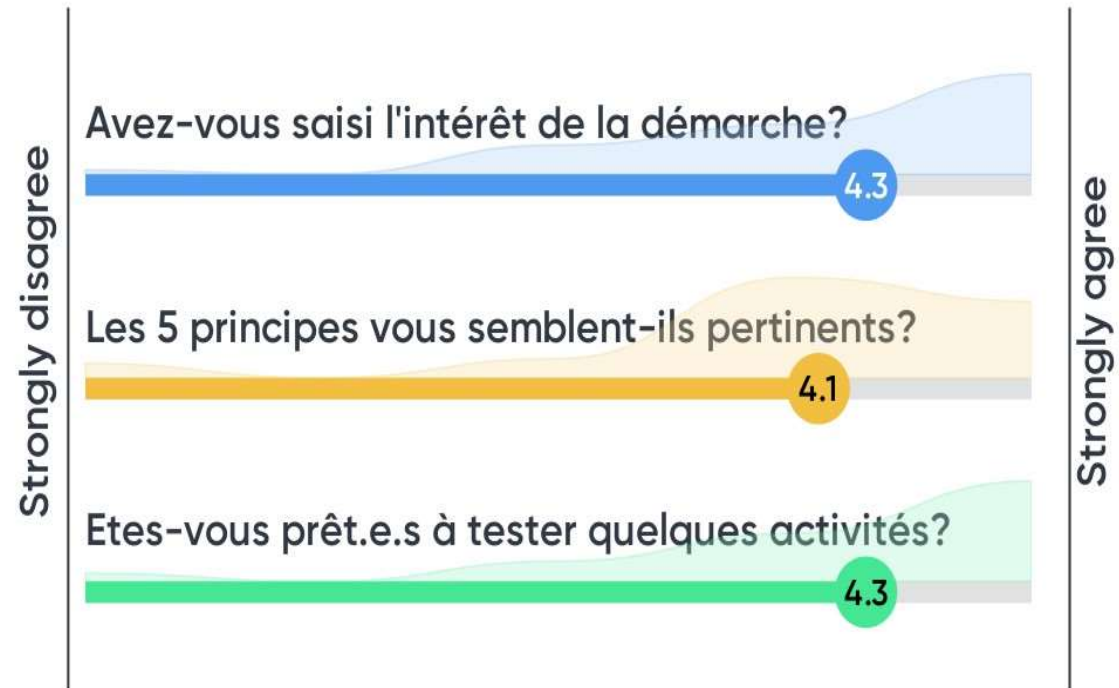 Strongly disagree
Avez-vous saisi l'intérêt de la démarche?
4.3
Les 5 principes vous semblent-ils pertinents?
4.1
Etes-vous prêt.e.s à tester quelques activités?
4.3
Strongly agree